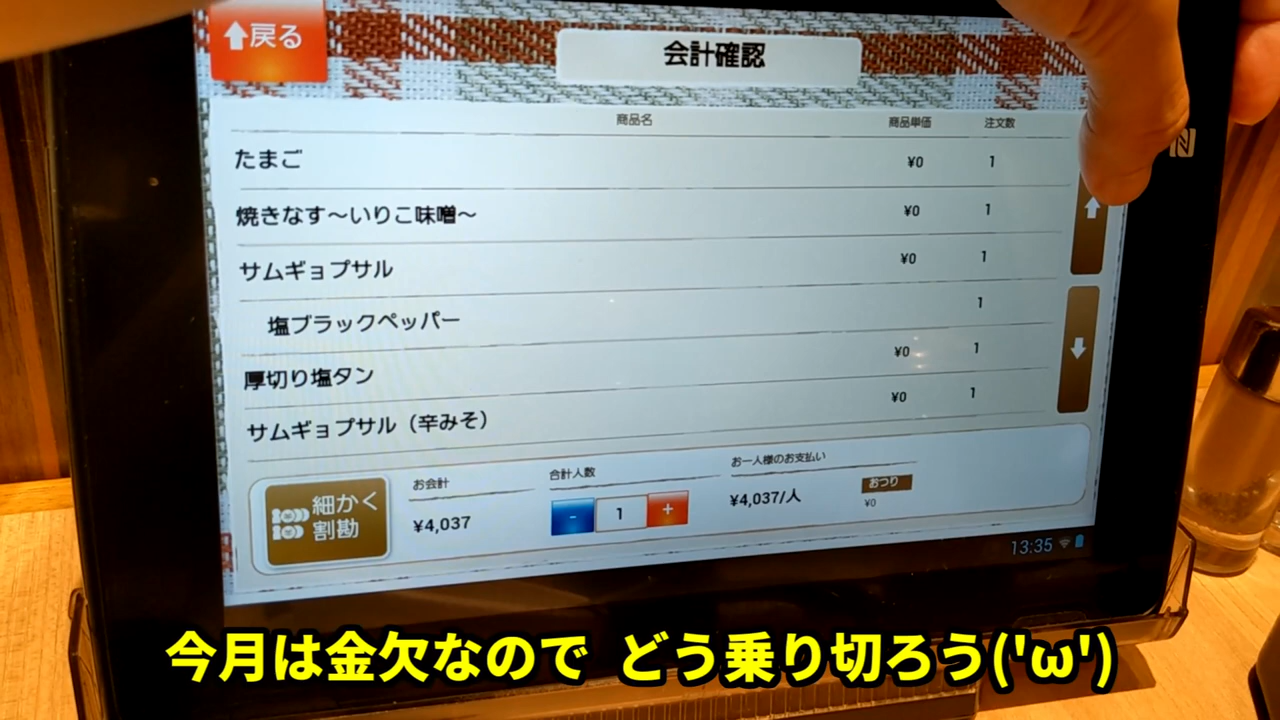 戻る
会計確認
商品名 商品単価 注文数
たまご ¥0 1
焼きなす〜いりこ味噌〜 ¥0 1
サムギョプサル ¥0 1
塩ブラックペッパー 1
厚切り塩タン ¥0 1
サムギョプサル（辛みそ） ¥0 1
細かく
割勘
お会計
¥4,037
合計人数
- 1 +
お一人様のお支払い
¥4,037/人
おつり
¥0
13:35
今月は金欠なので どう乗り切ろう('ω')